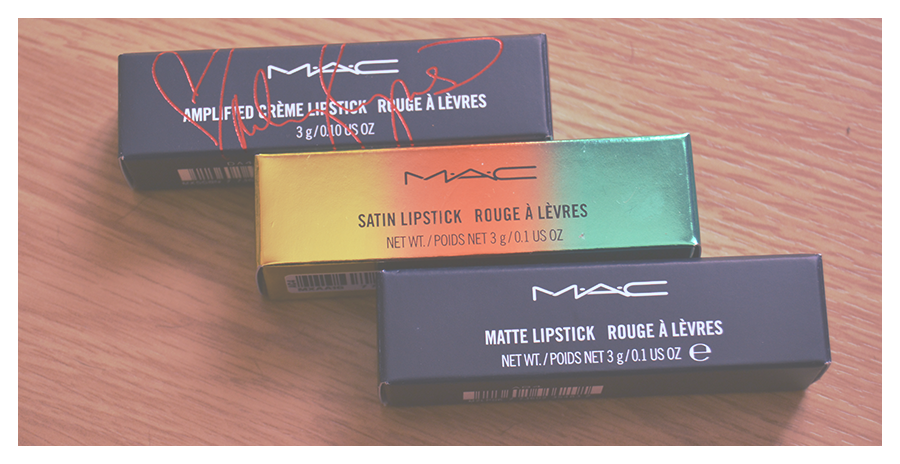 M·A·C
AMPLIFIED CRÈME LIPSTICK ROUGE À LÈVRES
3 g/0.10 US OZ
M·A·C
SATIN LIPSTICK ROUGE À LÈVRES
NET WT./POIDS NET 3 g/0.1 US OZ
M·A·C
MATTE LIPSTICK ROUGE À LÈVRES
NET WT./POIDS NET 3 g/0.1 US OZ ℮